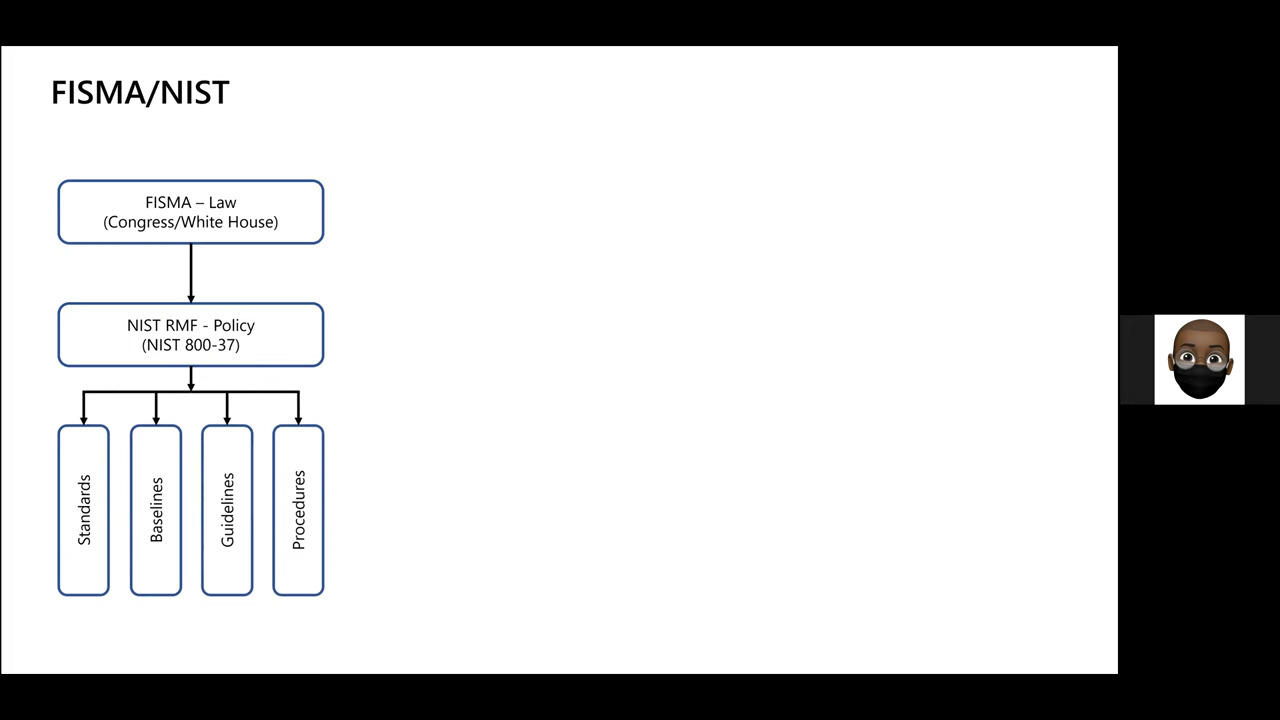 FISMA/NIST
FISMA – Law
(Congress/White House)
NIST RMF - Policy
(NIST 800-37)
Standards
Baselines
Guidelines
Procedures